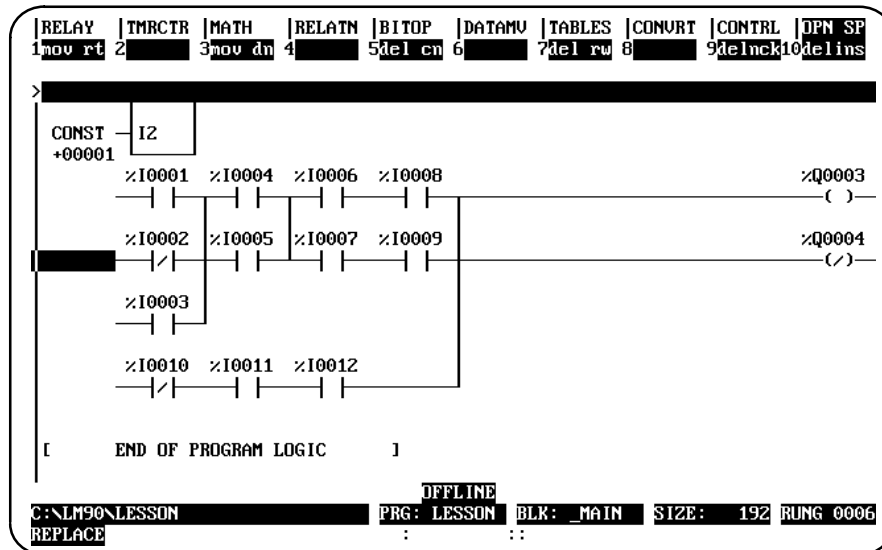 |RELAY |TMRCTR |MATH |RELATN |BITOP |DATAMV |TABLES |CONVRT |CONTRL |OPN SP
1mov rt 2 3mov dn 4 5del cn 6 7del rw 8 9delnck10delins
>
CONST I2
+00001
%I0001 %I0004 %I0006 %I0008 %Q0003
%I0002 %I0005 %I0007 %I0009 %Q0004
%I0003
%I0010 %I0011 %I0012
[ END OF PROGRAM LOGIC ]
OFFLINE
C:\LM90\LESSON PRG: LESSON BLK: _MAIN SIZE: 192 RUNG 0006
REPLACE : ::